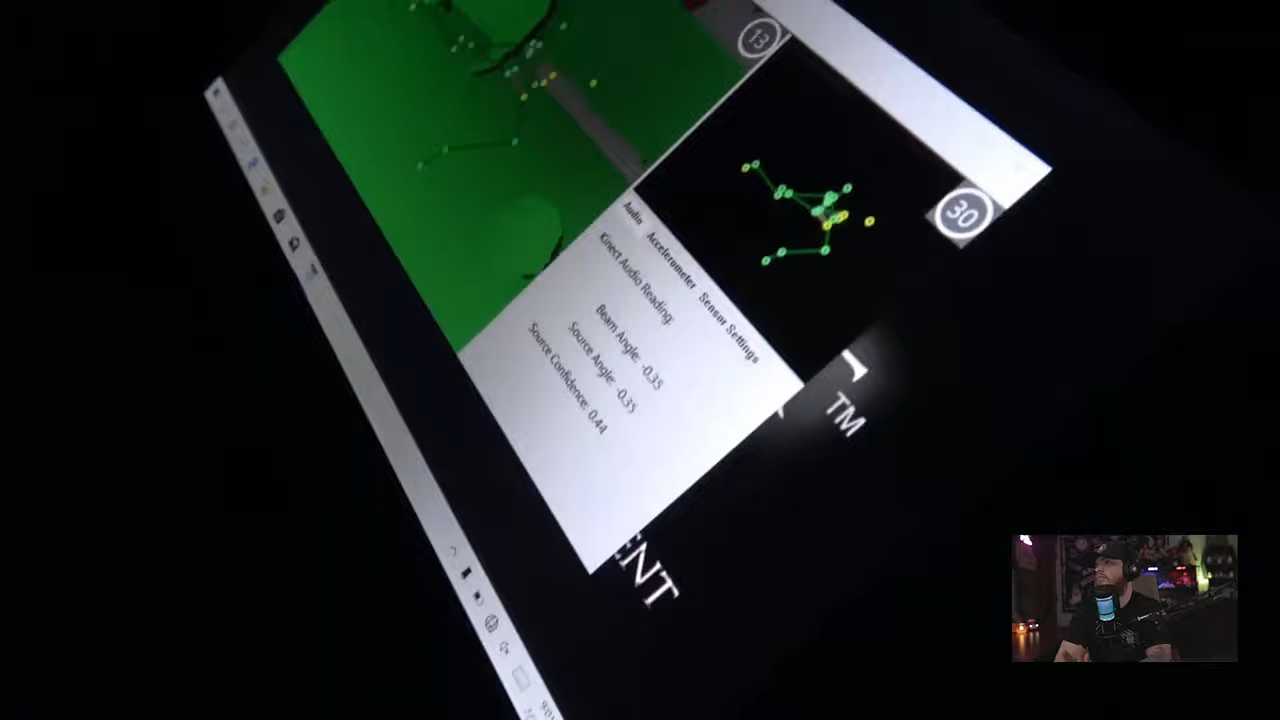 13
30
Audio Accelerometer Sensor Settings
Kinect Audio Reading:
Beam Angle: -0.35
Source Angle: -0.35
Source Confidence: 0.44
TM
ENT